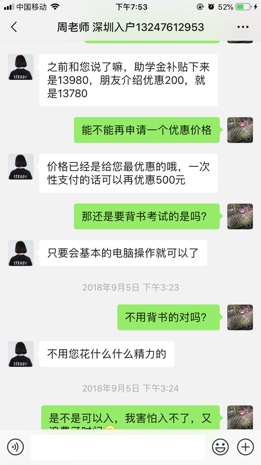 中国移动
下午7:53
52%
周老师 深圳入户13247612953
之前和您说了嘛，助学金补贴下来
是13980，朋友介绍优惠200，就
是13780
能不能再申请一个优惠价格
价格已经是给您最优惠的哦，一次
性支付的话可以再优惠500元
那还是要背书考试的是吗?
只要会基本的电脑操作就可以了
2018年9月5日 下午3:23
不用背书的对吗?
不用您花什么什么精力的
2018年9月5日 下午3:24
是不是可以入，我害怕入不了，又
浪费了时间